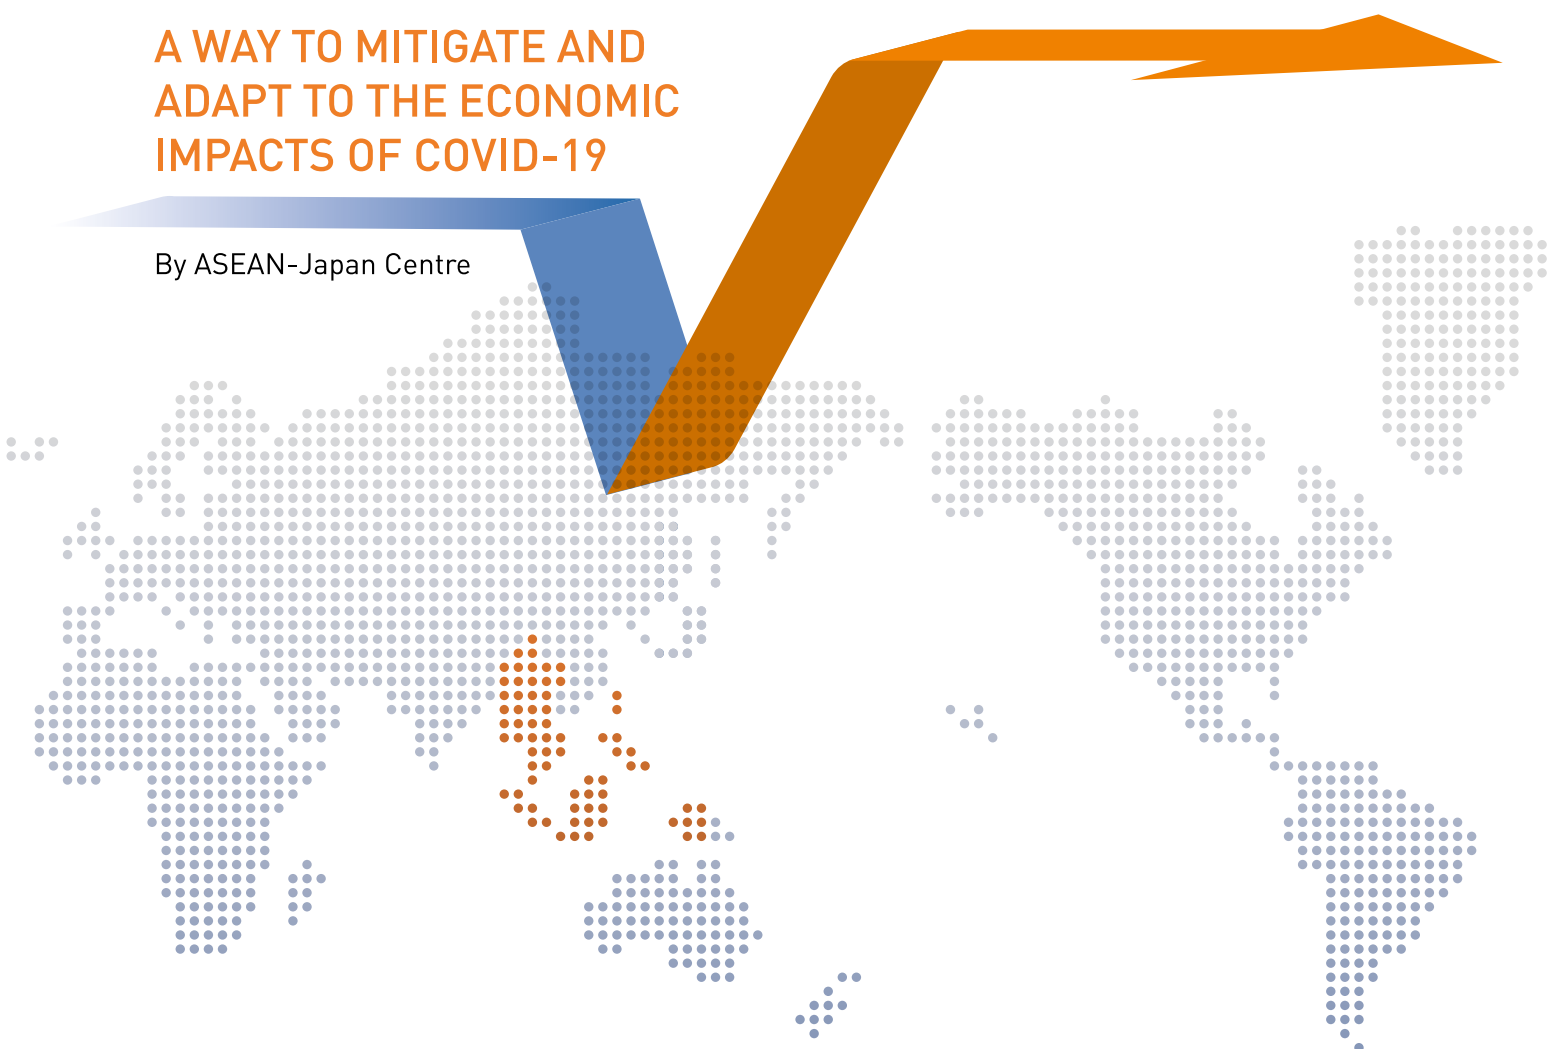 A WAY TO MITIGATE AND
ADAPT TO THE ECONOMIC
IMPACTS OF COVID-19
By ASEAN-Japan Centre